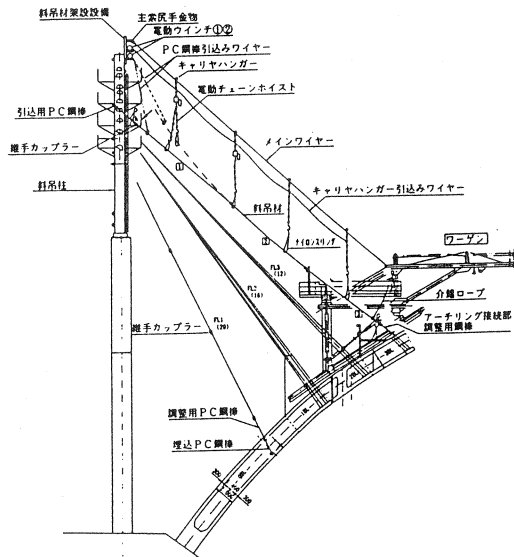 斜吊材架設設備
主索尻手金物
電動ウインチ①②
PC鋼棒引込みワイヤー
キャリヤハンガー
電動チェーンホイスト
引込用PC鋼棒
メインワイヤー
継手カップラー
キャリヤハンガー引込みワイヤー
斜吊柱
斜吊材
ナイロンスリング
ワーゲン
FL3
(12)
FL2
(16)
介錯ロープ
FL1
(20)
アーチリング接続部
調整用鋼棒
継手カップラー
調整用PC鋼棒
埋込PC鋼棒